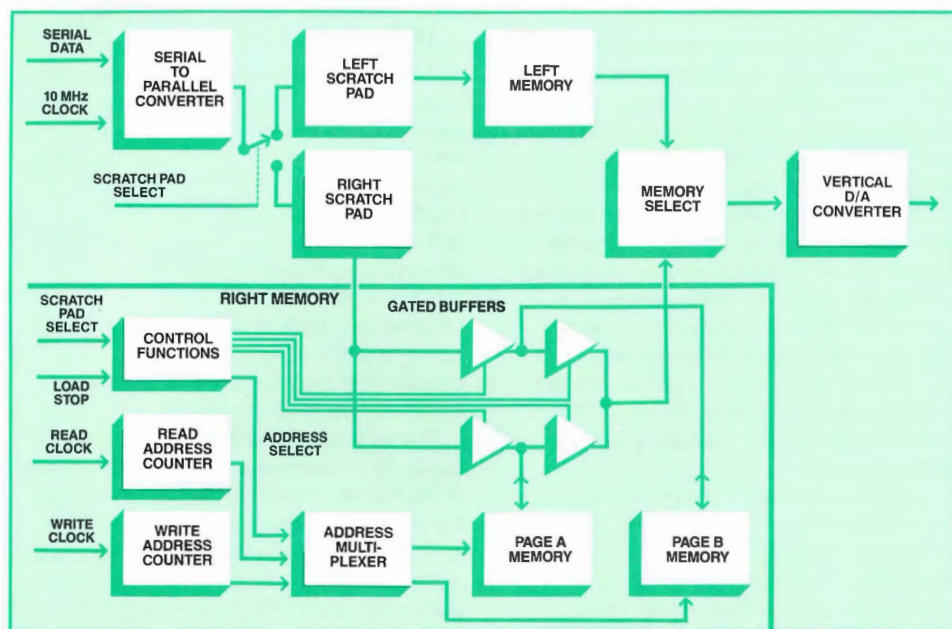 SERIAL
DATA
10 MHz
CLOCK
SERIAL
TO
PARALLEL
CONVERTER
LEFT
SCRATCH
PAD
LEFT
MEMORY
SCRATCH PAD
SELECT
RIGHT
SCRATCH
PAD
MEMORY
SELECT
VERTICAL
D/A
CONVERTER
RIGHT MEMORY
GATED BUFFERS
SCRATCH
PAD
SELECT
LOAD
STOP
CONTROL
FUNCTIONS
READ
CLOCK
READ
ADDRESS
COUNTER
ADDRESS
SELECT
WRITE
CLOCK
WRITE
ADDRESS
COUNTER
ADDRESS
MULTI-
PLEXER
PAGE A
MEMORY
PAGE B
MEMORY